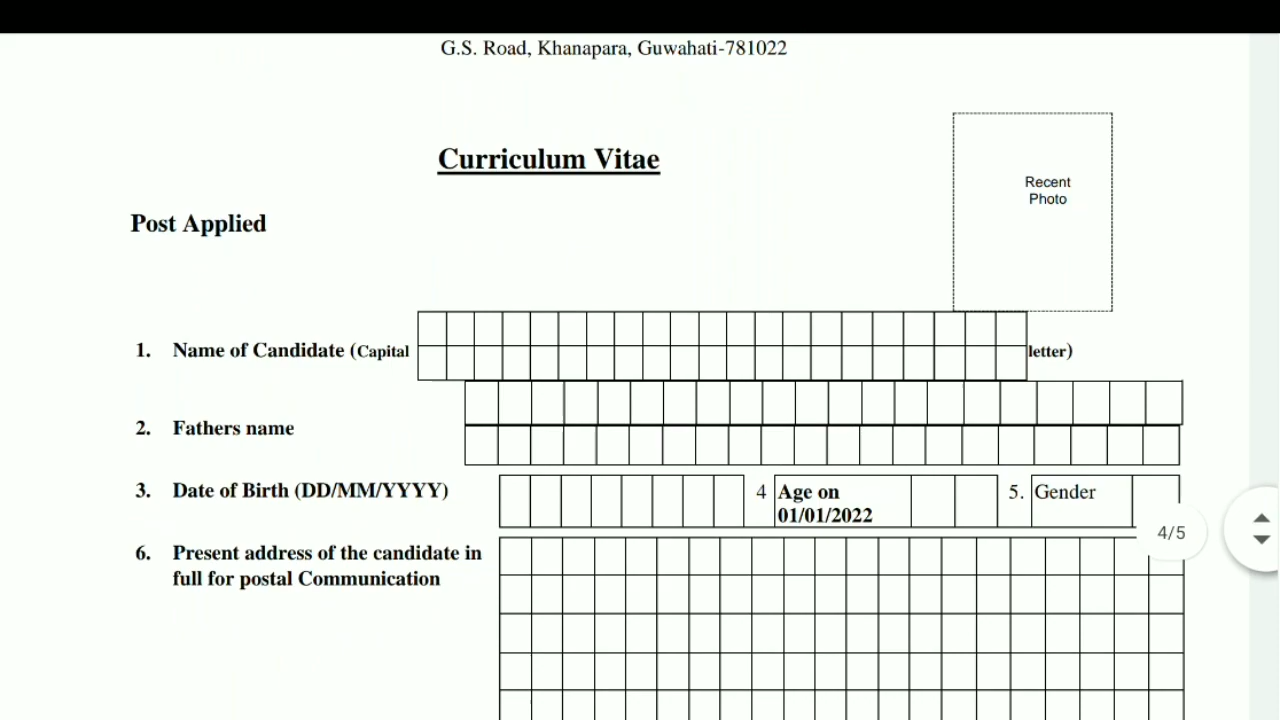 G.S. Road, Khanapara, Guwahati-781022
Curriculum Vitae
Recent
Photo
Post Applied
1. Name of Candidate (Capital letter)
2. Fathers name
3. Date of Birth (DD/MM/YYYY) 4 Age on 01/01/2022 5. Gender
4/5
6. Present address of the candidate in
full for postal Communication